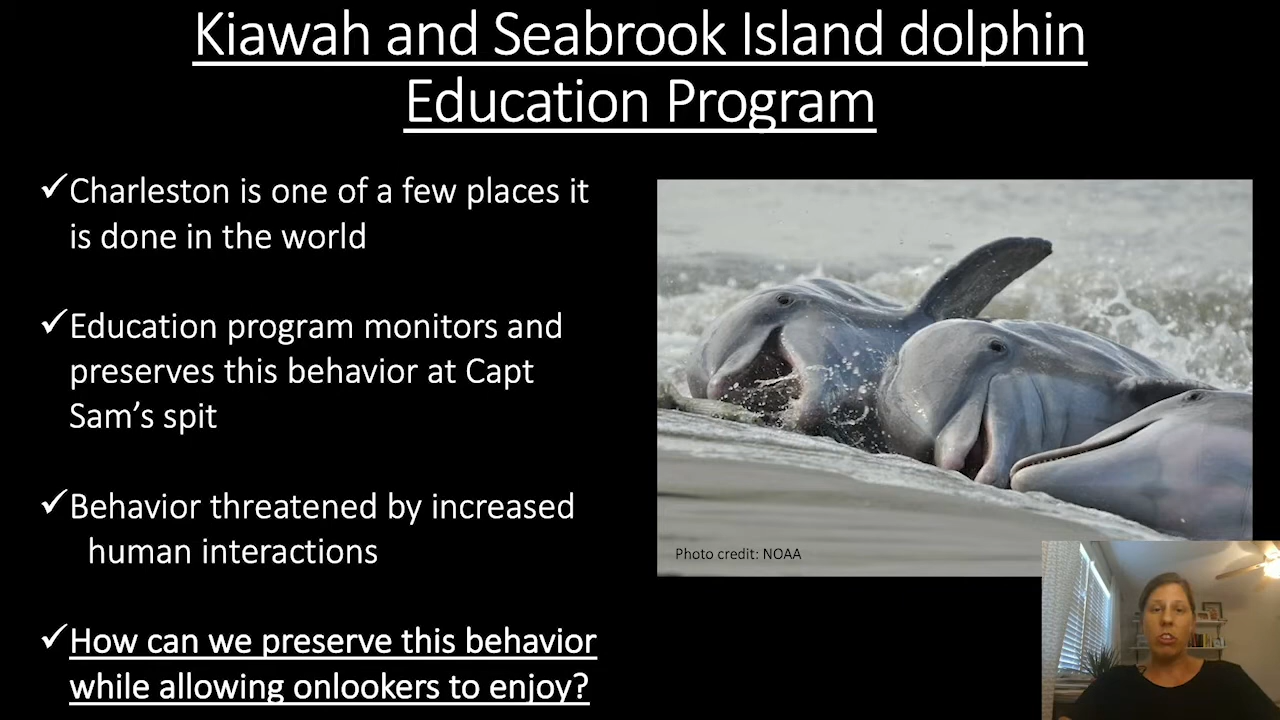 Kiawah and Seabrook Island dolphin
Education Program
✓Charleston is one of a few places it
is done in the world
✓Education program monitors and
preserves this behavior at Capt
Sam’s spit
✓Behavior threatened by increased
human interactions
✓How can we preserve this behavior
while allowing onlookers to enjoy?
Photo credit: NOAA